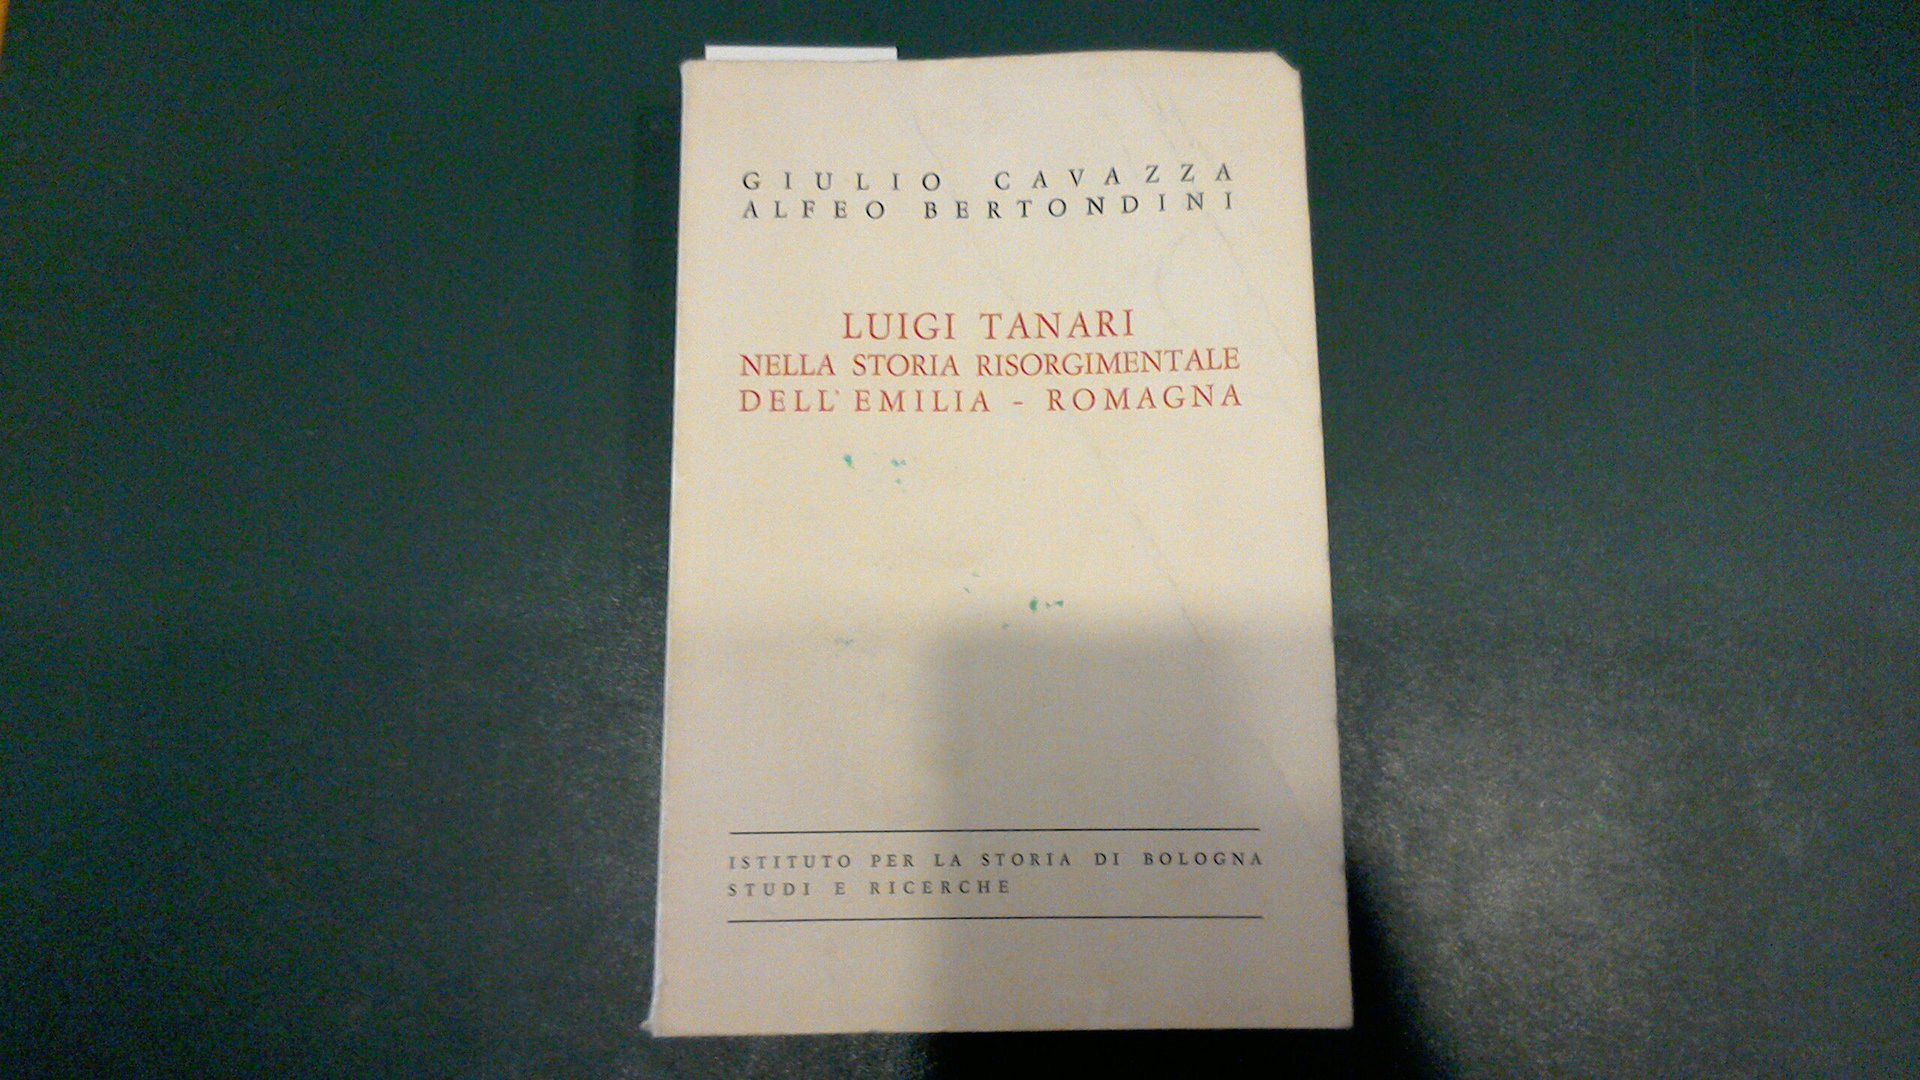 GIULIO CAVAZZA
ALFEO BERTONDINI
LUIGI TANARI
NELLA STORIA RISORGIMENTALE
DELL'EMILIA - ROMAGNA
ISTITUTO PER LA STORIA DI BOLOGNA
STUDI E RICERCHE